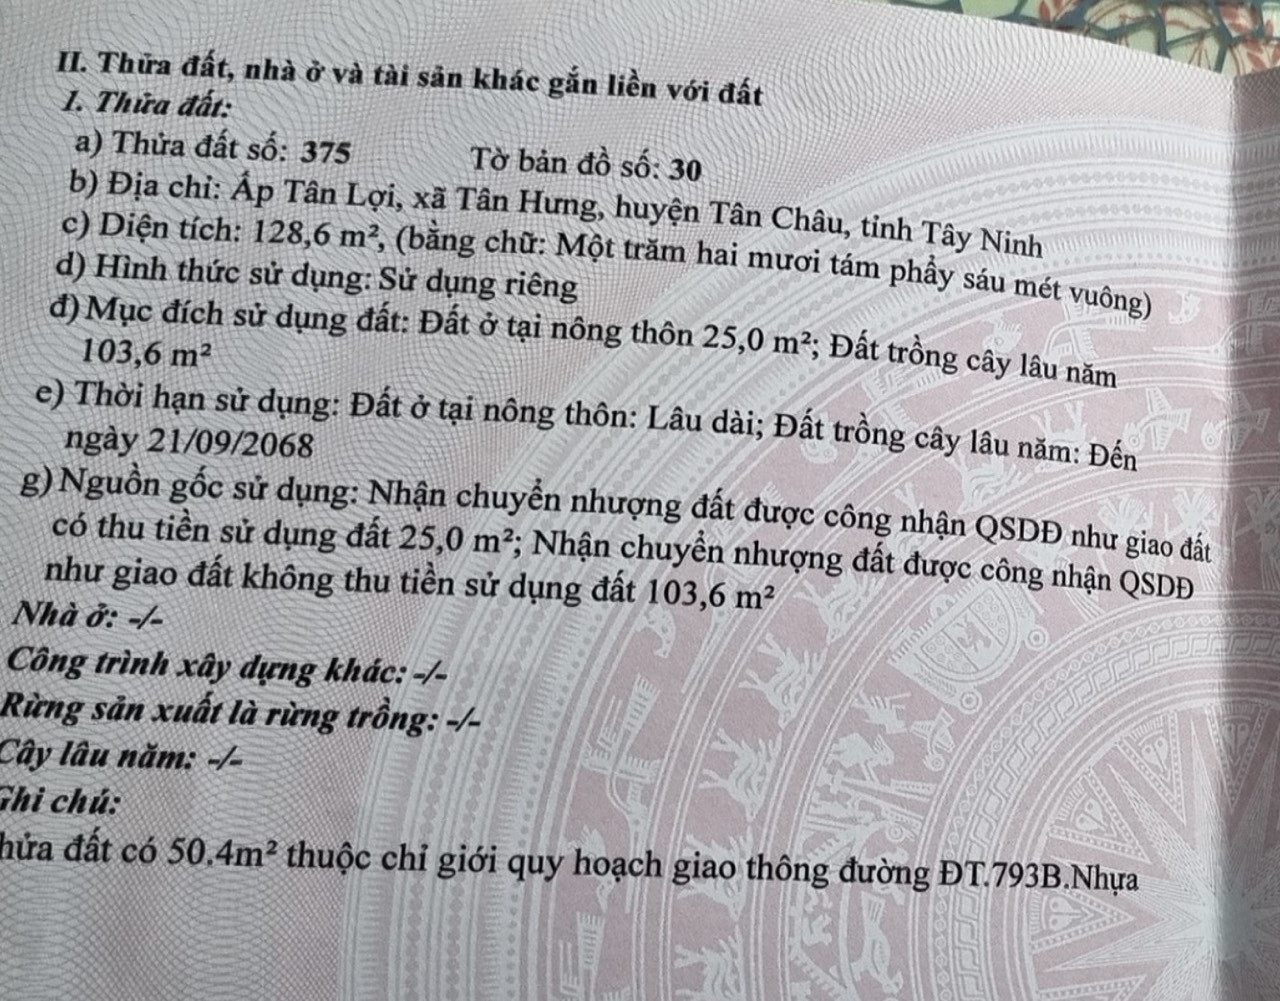 II. Thửa đất, nhà ở và tài sản khác gắn liền với đất
1. Thửa đất:
a) Thửa đất số: 375 Tờ bản đồ số: 30
b) Địa chỉ: Ấp Tân Lợi, xã Tân Hưng, huyện Tân Châu, tỉnh Tây Ninh
c) Diện tích: 128,6 m², (bằng chữ: Một trăm hai mươi tám phẩy sáu mét vuông)
d) Hình thức sử dụng: Sử dụng riêng
đ) Mục đích sử dụng đất: Đất ở tại nông thôn 25,0 m²; Đất trồng cây lâu năm
103,6 m²
e) Thời hạn sử dụng: Đất ở tại nông thôn: Lâu dài; Đất trồng cây lâu năm: Đến
ngày 21/09/2068
g) Nguồn gốc sử dụng: Nhận chuyển nhượng đất được công nhận QSDĐ như giao đất
có thu tiền sử dụng đất 25,0 m²; Nhận chuyển nhượng đất được công nhận QSDĐ
như giao đất không thu tiền sử dụng đất 103,6 m²
Nhà ở: -/-
Công trình xây dựng khác: -/-
Rừng sản xuất là rừng trồng: -/-
Cây lâu năm: -/-
Ghi chú:
hửa đất có 50.4m² thuộc chỉ giới quy hoạch giao thông đường ĐT.793B.Nhựa